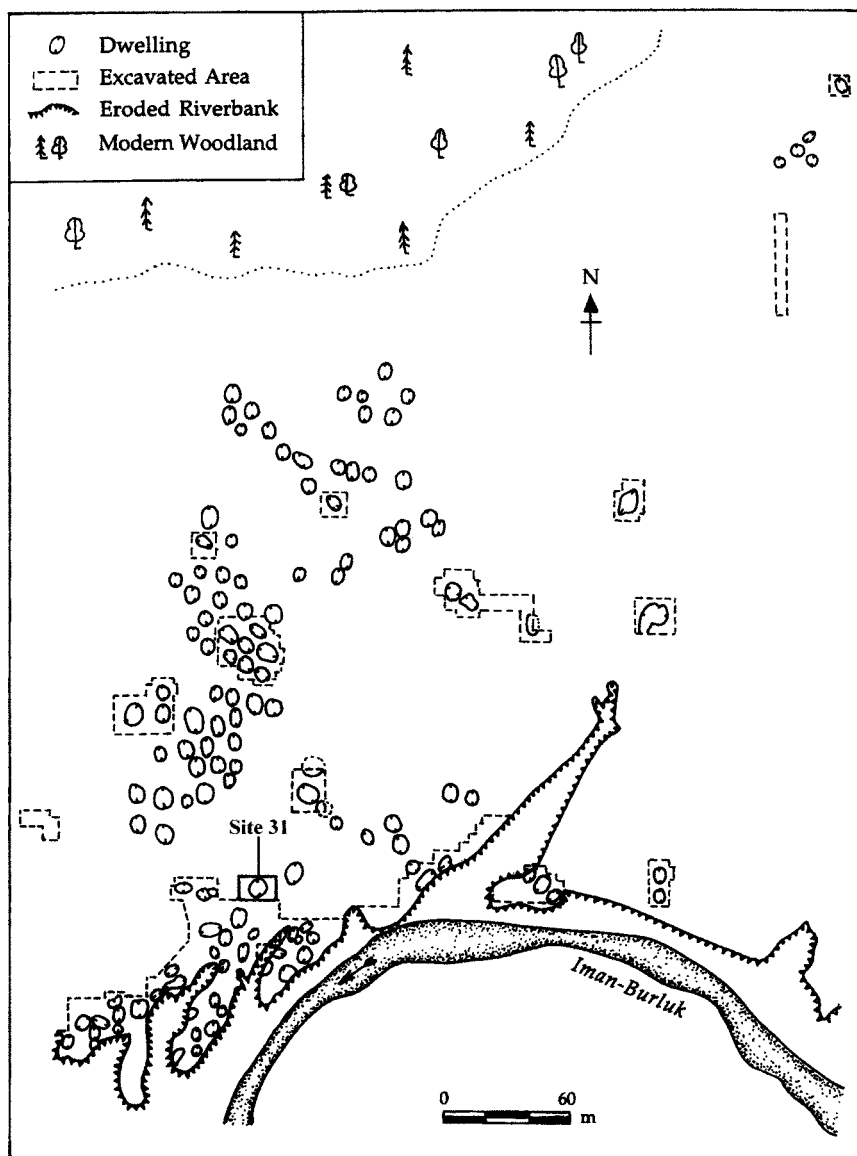 Dwelling
Excavated Area
Eroded Riverbank
Modern Woodland
N
Site 31
Iman-Burluk
0 60
m